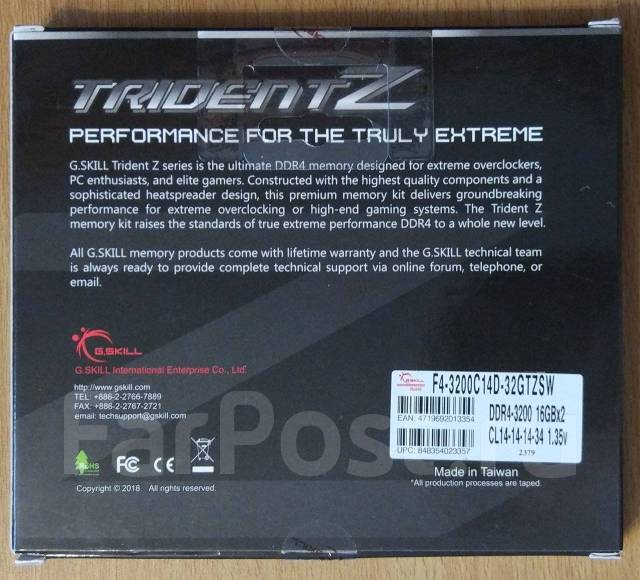 TRIDENTZ
PERFORMANCE FOR THE TRULY EXTREME
G.SKILL Trident Z series is the ultimate DDR4 memory designed for extreme overclockers,
PC enthusiasts, and elite gamers. Constructed with the highest quality components and a
sophisticated heatspreader design, this premium memory kit delivers groundbreaking
performance for extreme overclocking or high-end gaming systems. The Trident Z
memory kit raises the standards of true extreme performance DDR4 to a whole new level.
All G.SKILL memory products come with lifetime warranty and the G.SKILL technical team
is always ready to provide complete technical support via online forum, telephone, or
email.
G.SKILL
G.SKILL International Enterprise Co., Ltd.
http://www.gskill.com
TEL: +886-2-2766-7889
FAX: +886-2-2767-2721
email: techsupport@gskill.com
RoHS FC CE
Copyright © 2018 All rights reserved.
G.SKILL
F4-3200C14D-32GTZSW
EAN: 4719692013354
DDR4-3200 16GBx2
CL14-14-14-34 1.35v
UPC: 848354023357
2379
Made in Taiwan
*All production processes are taped.
FarPost.ru